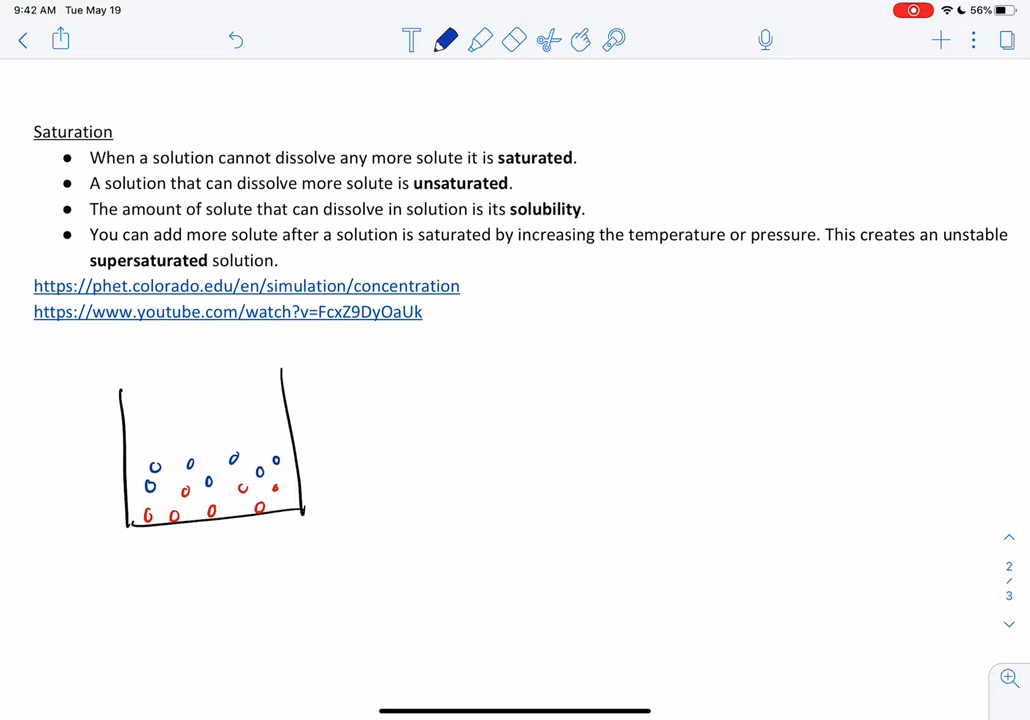 9:42 AM Tue May 19
56%
T
Saturation
● When a solution cannot dissolve any more solute it is saturated.
● A solution that can dissolve more solute is unsaturated.
● The amount of solute that can dissolve in solution is its solubility.
● You can add more solute after a solution is saturated by increasing the temperature or pressure. This creates an unstable
supersaturated solution.
https://phet.colorado.edu/en/simulation/concentration
https://www.youtube.com/watch?v=FcxZ9DyOaUk
2
/
3